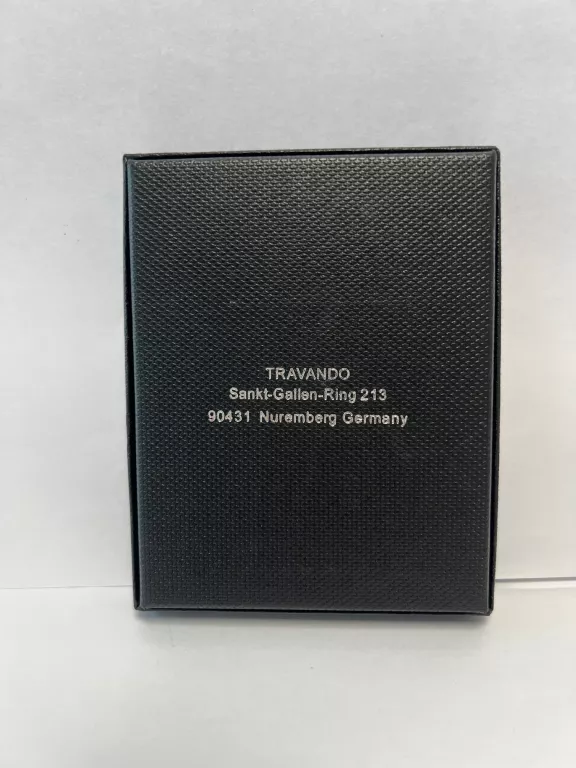 TRAVANDO
Sankt-Gallen-Ring 213
90431 Nuremberg Germany